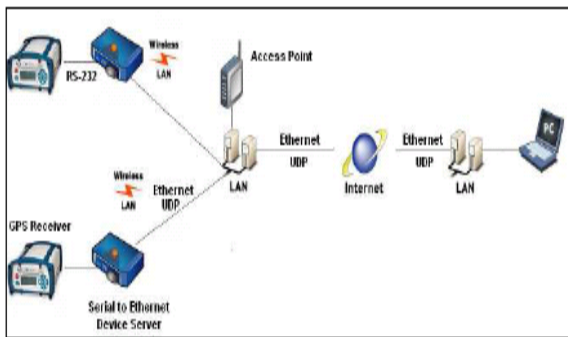 Wireless
LAN
RS-232
Access Point
Ethernet
UDP
LAN
Internet
Ethernet
UDP
LAN
PC
Wireless
LAN
Ethernet
UDP
GPS Receiver
Serial to Ethernet
Device Server